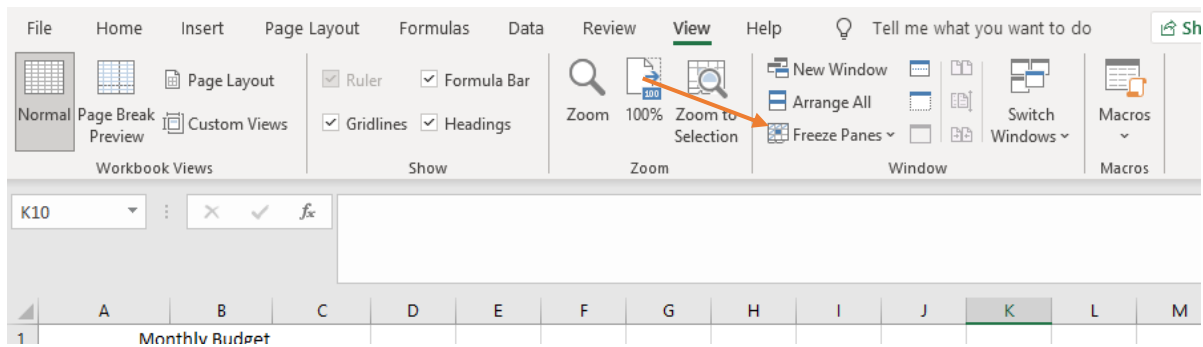 File Home Insert Page Layout Formulas Data Review View Help Tell me what you want to do Sh
Normal
Page Break
Preview
Page Layout
Custom Views
Workbook Views
Ruler
Formula Bar
Gridlines
Headings
Show
Zoom
100
100%
Zoom to
Selection
Zoom
New Window
Arrange All
Freeze Panes
Switch
Windows
Window
Macros
Macros
K10 fx
A B C D E F G H I J K L M
1 Monthly Budget